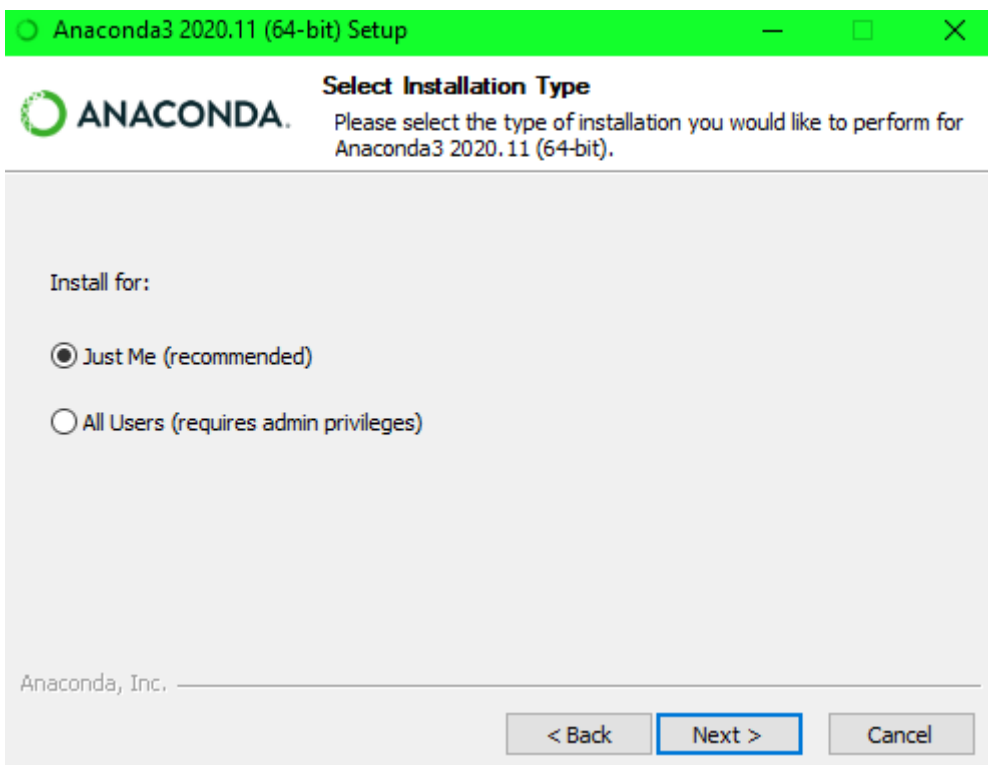 Anaconda3 2020.11 (64-bit) Setup
ANACONDA.
Select Installation Type
Please select the type of installation you would like to perform for
Anaconda3 2020.11 (64-bit).
Install for:
Just Me (recommended)
All Users (requires admin privileges)
Anaconda, Inc.
< Back
Next >
Cancel